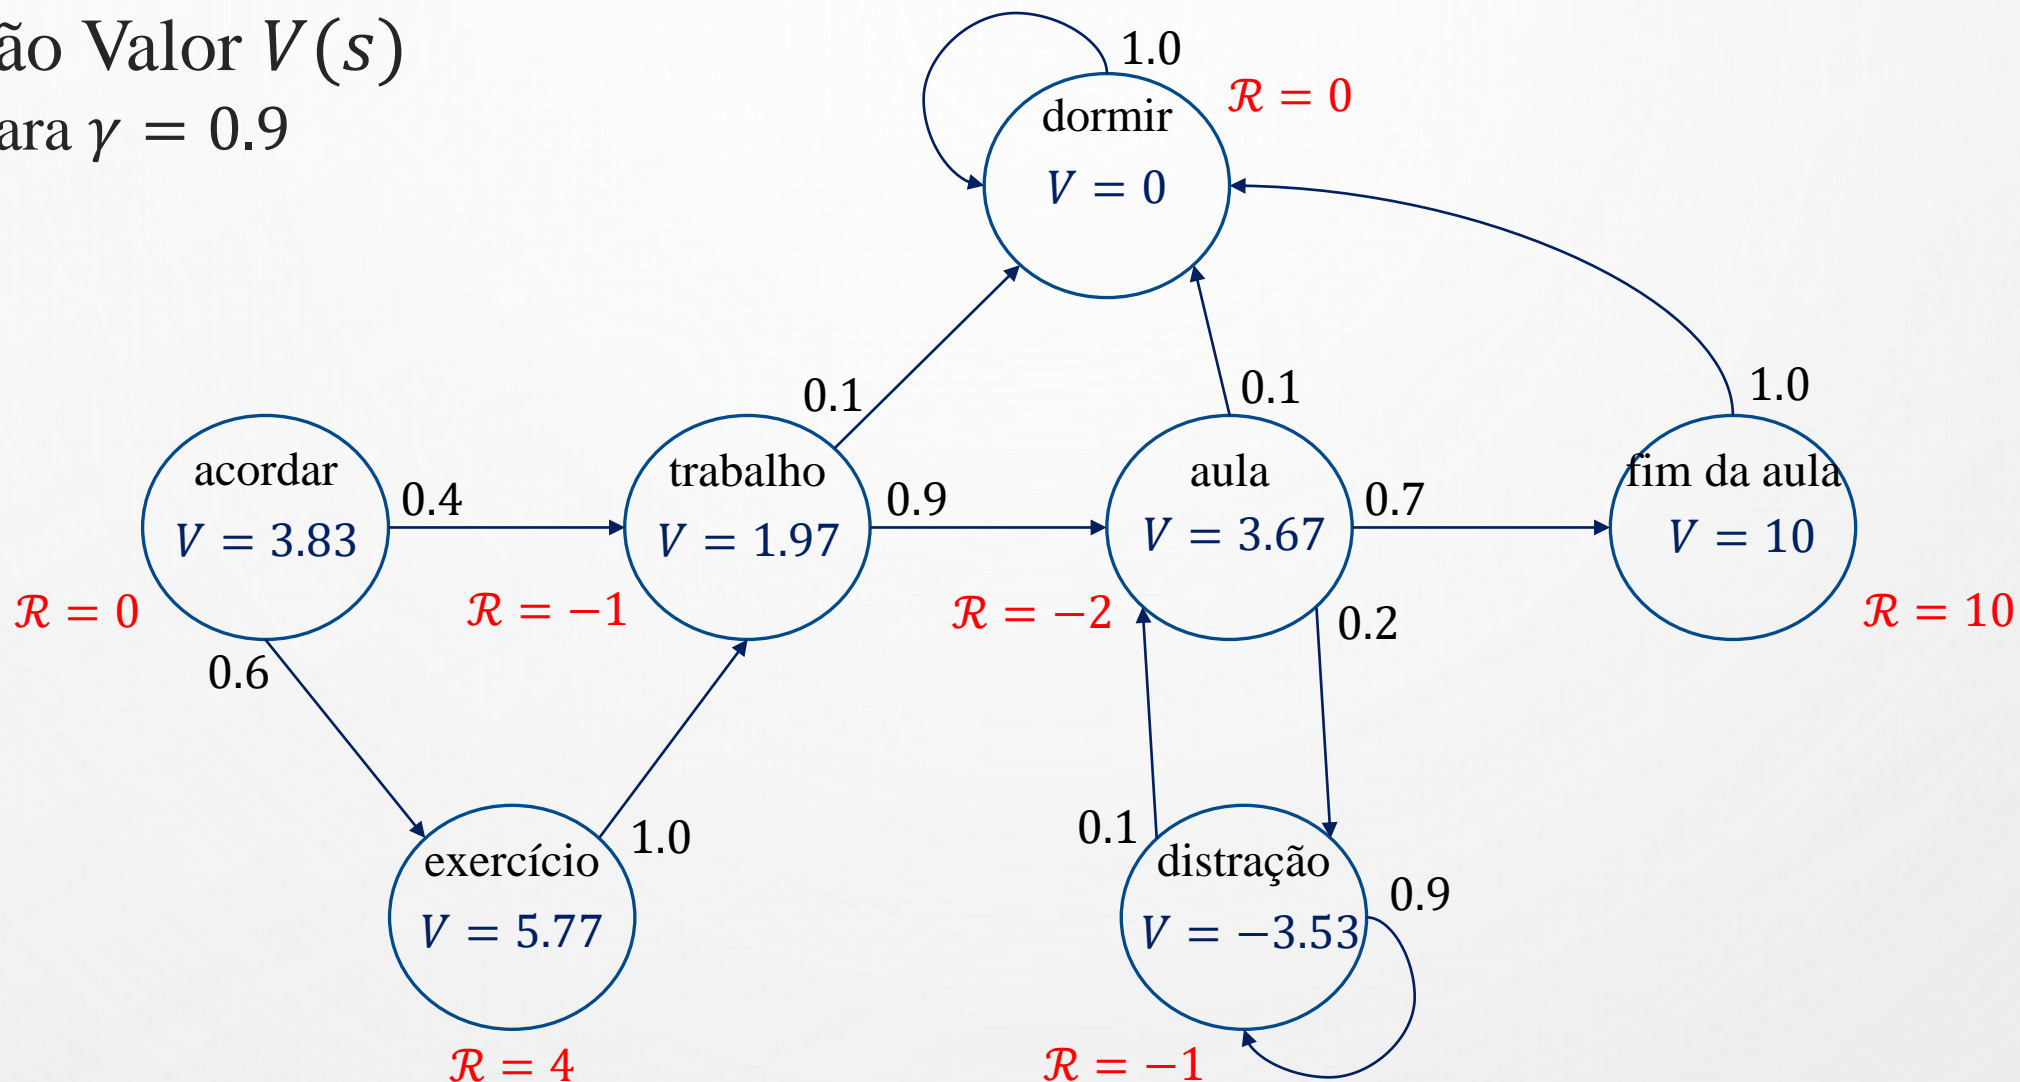 ão Valor V(s)
ara γ = 0.9
1.0
dormir
V = 0
ℛ = 0
0.1
0.1
1.0
acordar
V = 3.83
ℛ = 0
0.4
0.6
trabalho
V = 1.97
ℛ = −1
0.9
aula
V = 3.67
ℛ = −2
0.7
0.2
fim da aula
V = 10
ℛ = 10
exercício
V = 5.77
ℛ = 4
1.0
0.1
distração
V = −3.53
ℛ = −1
0.9